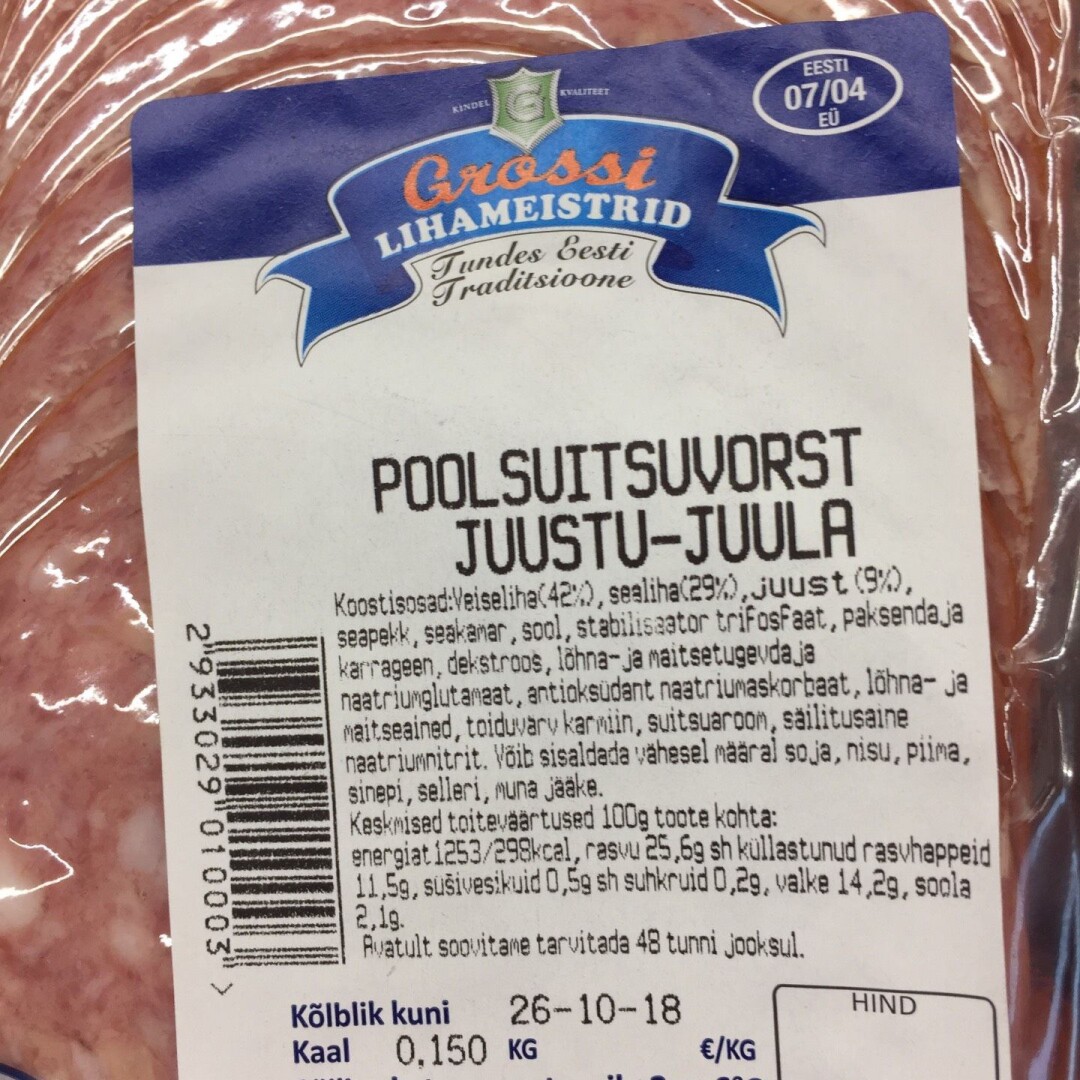 EESTI
07/04
EÜ
KINDEL G KVALITEET
Grossi
LIHAMEISTRID
Tundes Eesti
Traditsioone
POOLSUITSUVORST
JUUSTU-JUULA
Koostisosad:Veiseliha(42%), sealiha(29%), juust (9%),
seapekk, seakamar, sool, stabilisaator trifosfaat, paksendaja
karrageen, dekstroos, lõhna- ja maitsetugevdaja
naatriumglutamaat, antioksüdant naatriumaskorbaat, lõhna- ja
maitseained, toiduvärv karmiin, suitsuaroom, säilitusaine
naatriumnitrit. Võib sisaldada vähesel määral soja, nisu, piima,
sinepi, selleri, muna jääke.
Keskmised toiteväärtused 100g toote kohta:
energiat 1253/298kcal, rasvu 25,6g sh küllastunud rasvhappeid
11,5g, süsivesikuid 0,5g sh suhkruid 0,2g, valke 14,2g, soola
2,1g.
Avatult soovitame tarvitada 48 tunni jooksul.
2 933029 010003 >
Kõlblik kuni 26-10-18
HIND
Kaal 0,150 KG €/KG